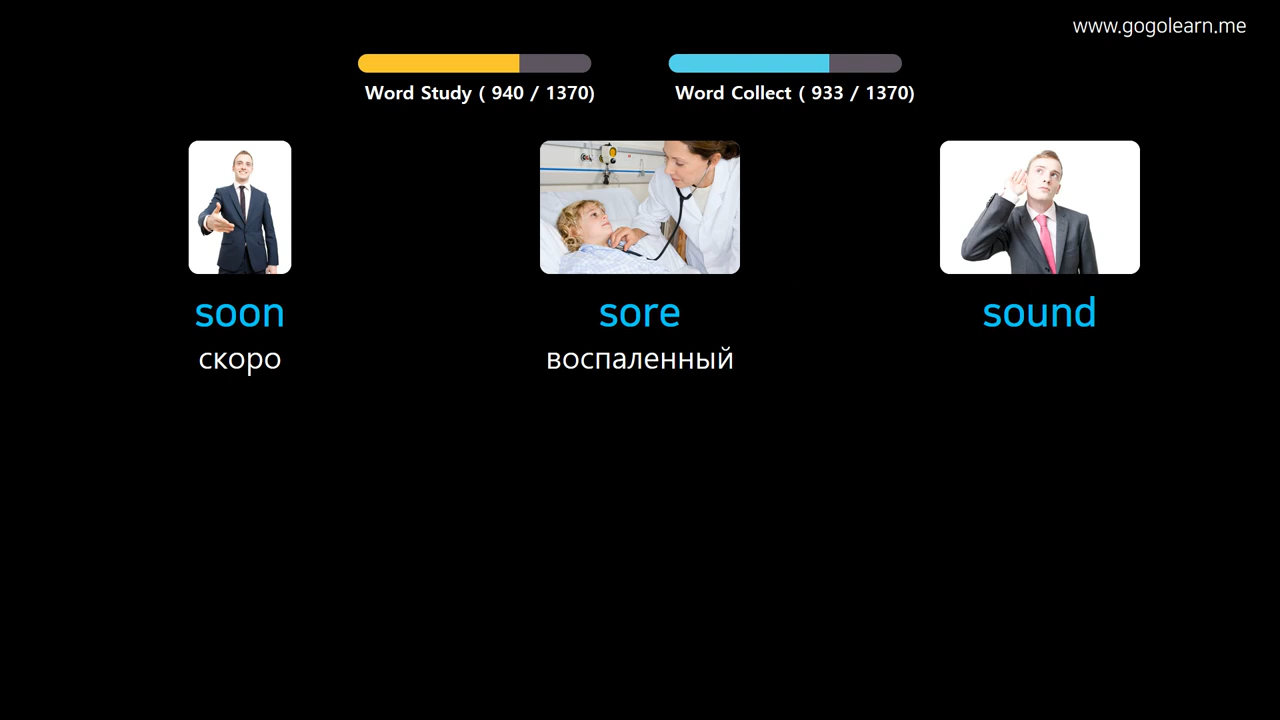 www.gogolearn.me
Word Study ( 940 / 1370)
Word Collect ( 933 / 1370)
soon
скоро
sore
воспаленный
sound